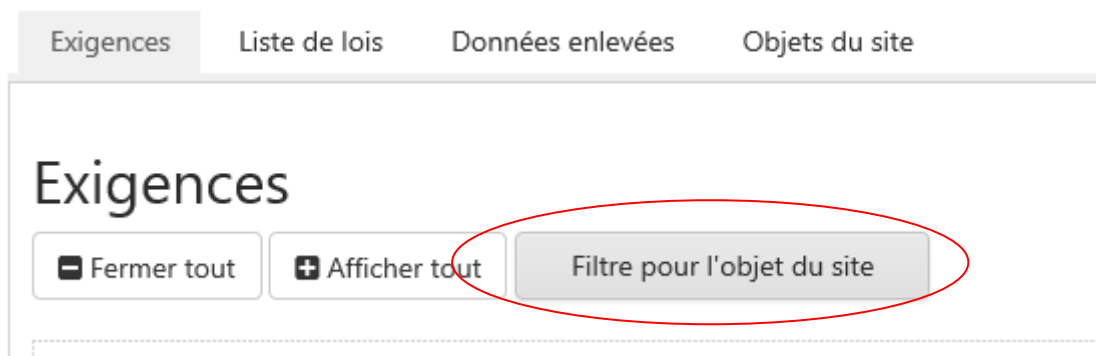 Exigences Liste de lois Données enlevées Objets du site
Exigences
Fermer tout Afficher tout Filtre pour l'objet du site